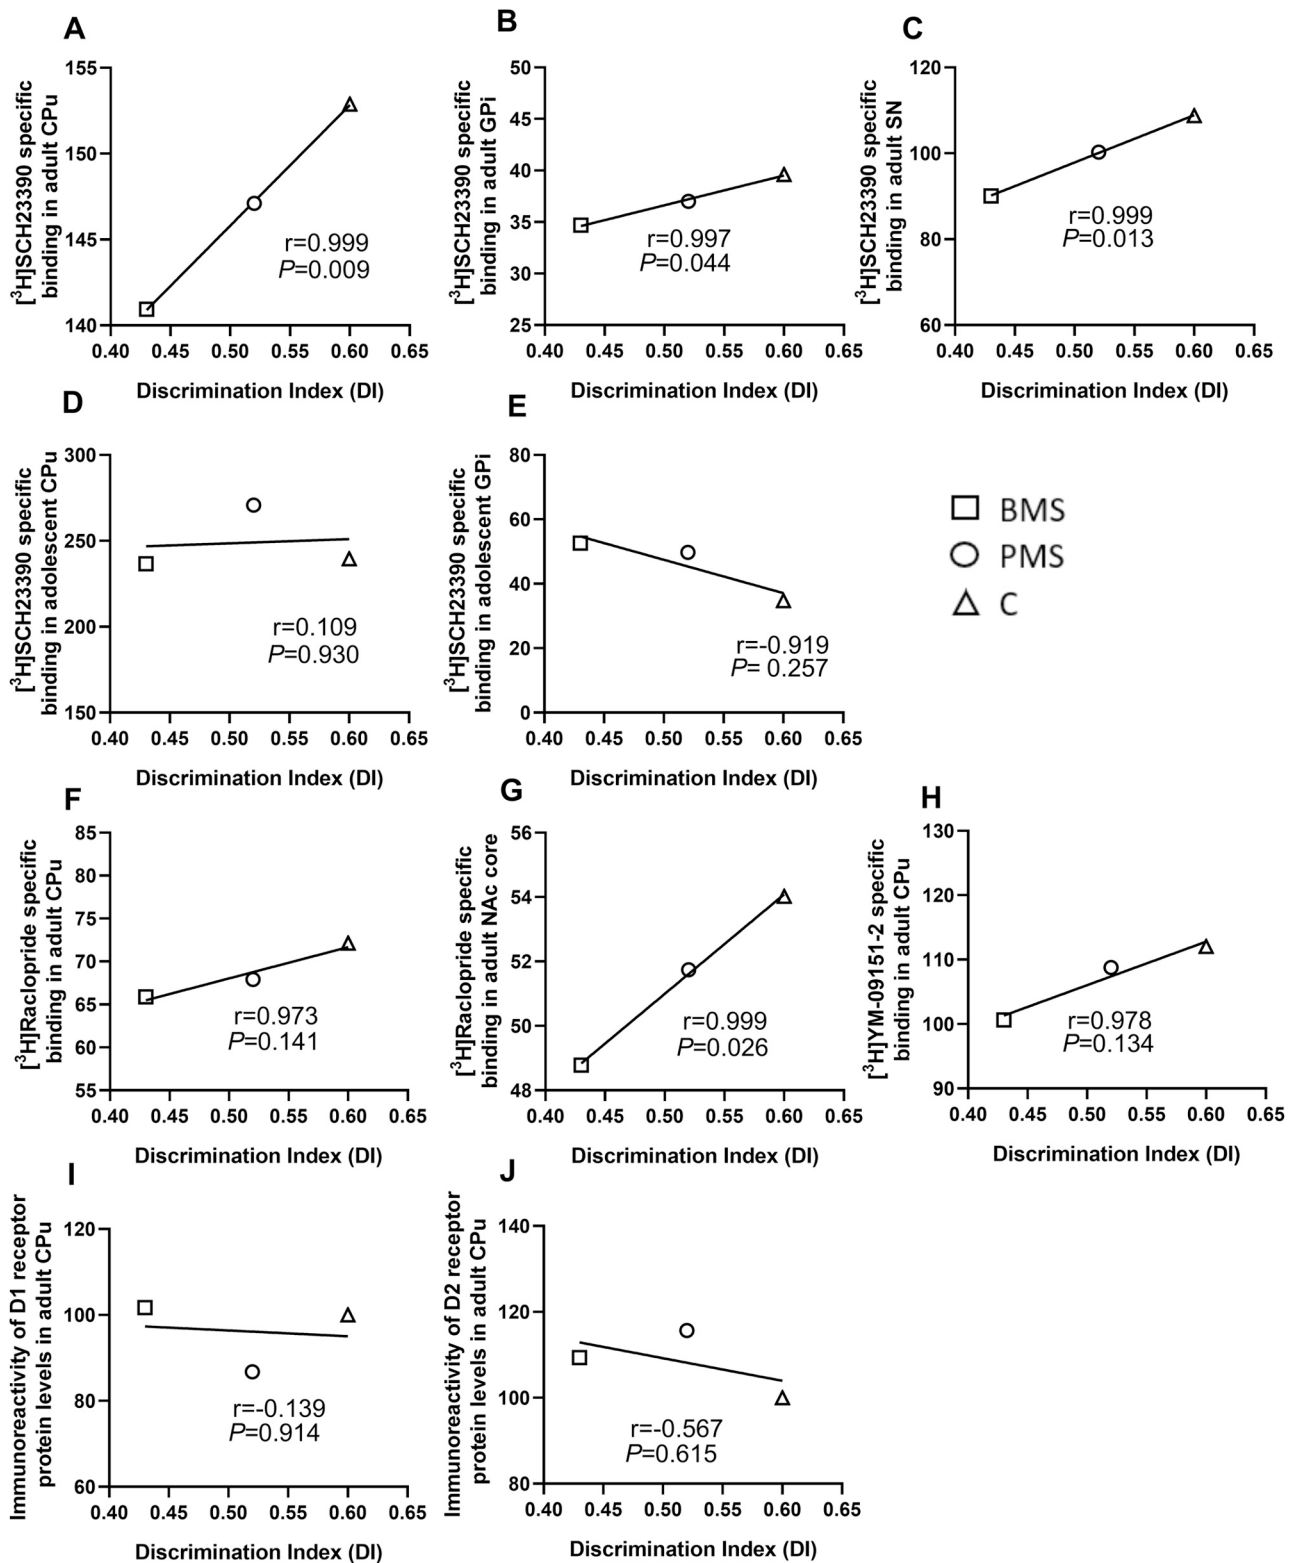 A
[³H]SCH23390 specific
binding in adult CPu
155
150
145
140
r=0.999
P=0.009
0.40 0.45 0.50 0.55 0.60 0.65
Discrimination Index (DI)
B
[³H]SCH23390 specific
binding in adult GPi
50
45
40
35
30
25
r=0.997
P=0.044
0.40 0.45 0.50 0.55 0.60 0.65
Discrimination Index (DI)
C
[³H]SCH23390 specific
binding in adult SN
120
100
80
60
r=0.999
P=0.013
0.40 0.45 0.50 0.55 0.60 0.65
Discrimination Index (DI)
D
[³H]SCH23390 specific
binding in adolescent CPu
300
250
200
150
r=0.109
P=0.930
0.40 0.45 0.50 0.55 0.60 0.65
Discrimination Index (DI)
E
[³H]SCH23390 specific
binding in adolescent GPi
80
60
40
20
0
r=-0.919
P= 0.257
0.40 0.45 0.50 0.55 0.60 0.65
Discrimination Index (DI)
BMS
PMS
C
F
[³H]Raclopride specific
binding in adult CPu
85
80
75
70
65
60
55
r=0.973
P=0.141
0.40 0.45 0.50 0.55 0.60 0.65
Discrimination Index (DI)
G
[³H]Raclopride specific
binding in adult NAc core
56
54
52
50
48
r=0.999
P=0.026
0.40 0.45 0.50 0.55 0.60 0.65
Discrimination Index (DI)
H
[³H]YM-09151-2 specific
binding in adult CPu
130
120
110
100
90
r=0.978
P=0.134
0.40 0.45 0.50 0.55 0.60 0.65
Discrimination Index (DI)
I
Immunoreactivity of D1 receptor
protein levels in adult CPu
120
100
80
60
r=-0.139
P=0.914
0.40 0.45 0.50 0.55 0.60 0.65
Discrimination Index (DI)
J
Immunoreactivity of D2 receptor
protein levels in adult CPu
140
120
100
80
r=-0.567
P=0.615
0.40 0.45 0.50 0.55 0.60 0.65
Discrimination Index (DI)